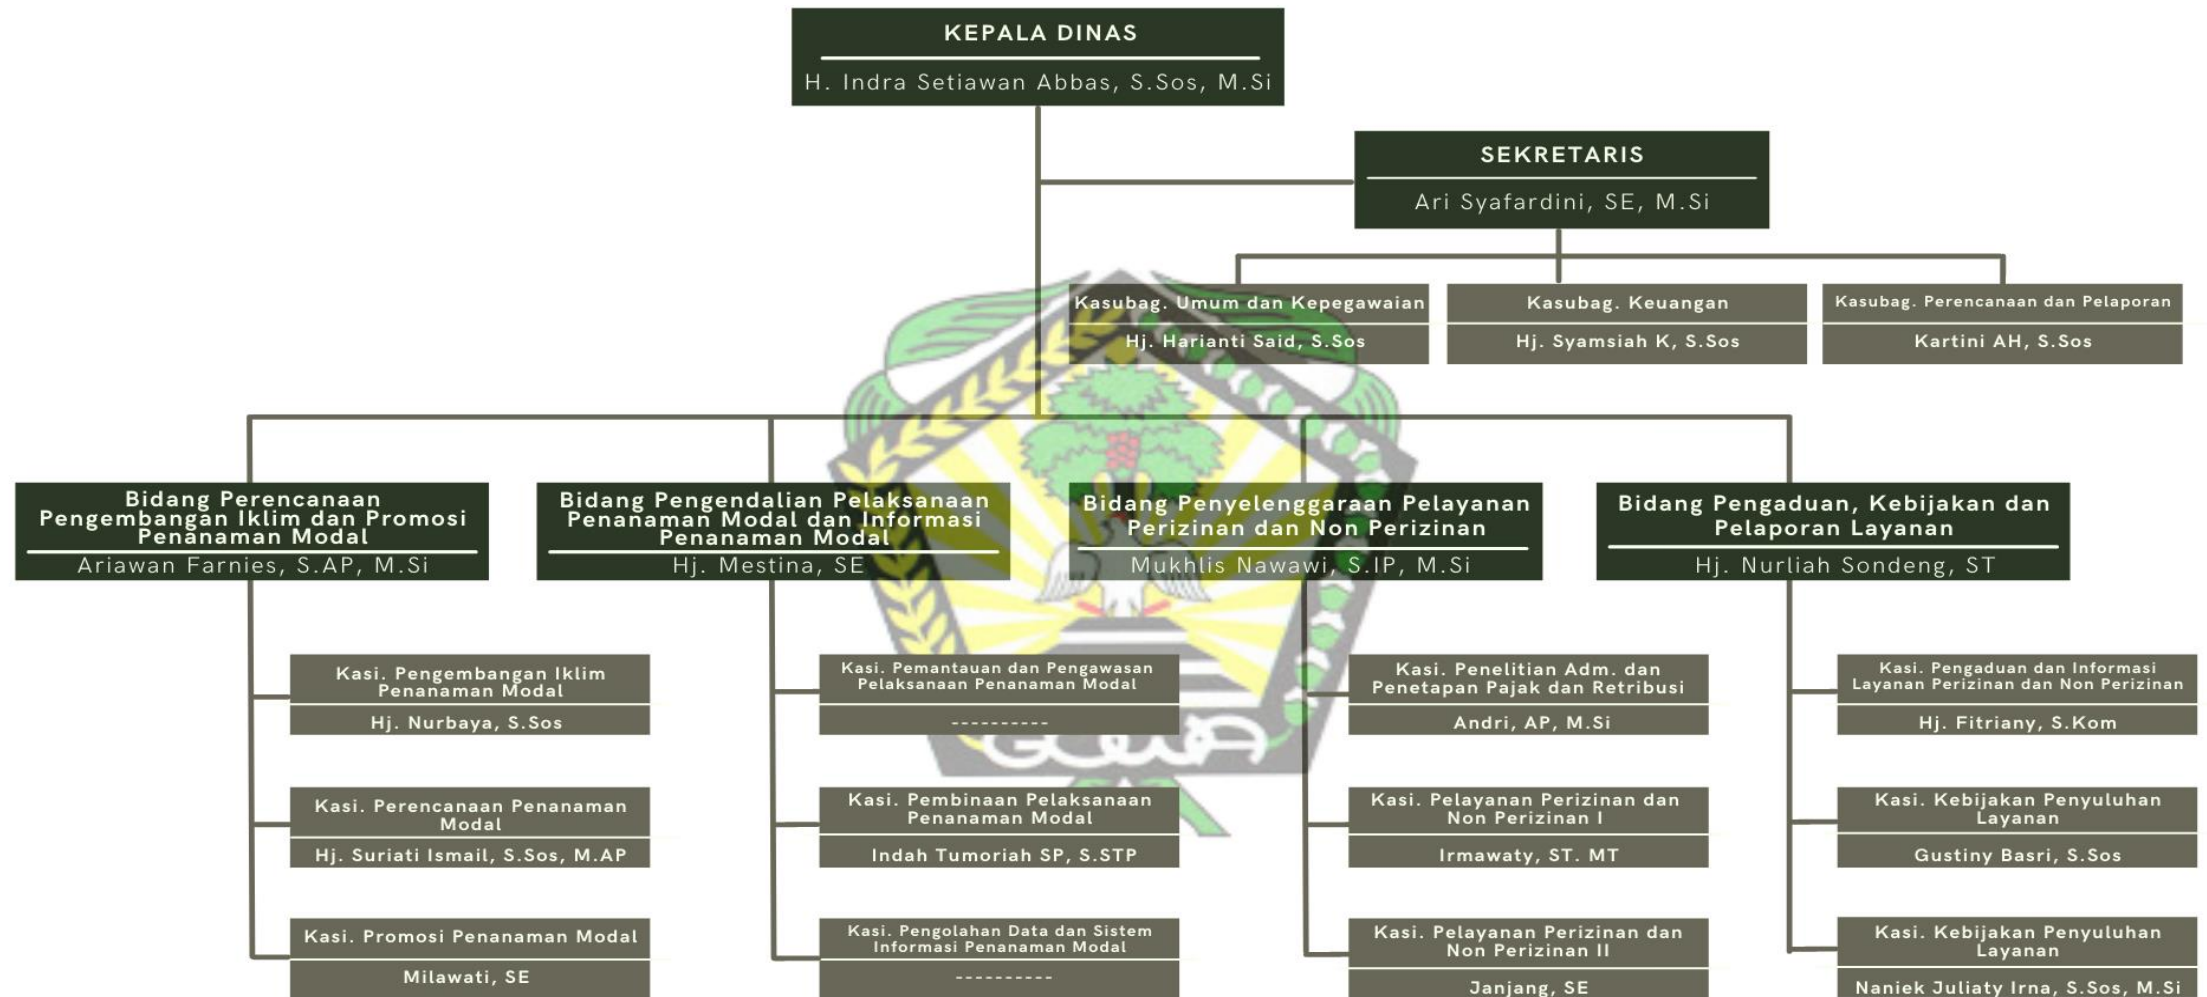 KEPALA DINAS
H. Indra Setiawan Abbas, S.Sos, M.Si
SEKRETARIS
Ari Syafardini, SE, M.Si
Kasubag. Umum dan Kepegawaian
Hj. Harianti Said, S.Sos
Kasubag. Keuangan
Hj. Syamsiah K, S.Sos
Kasubag. Perencanaan dan Pelaporan
Kartini AH, S.Sos
Bidang Perencanaan
Pengembangan Iklim dan Promosi
Penanaman Modal
Ariawan Farnies, S.AP, M.Si
Bidang Pengendalian Pelaksanaan
Penanaman Modal dan Informasi
Penanaman Modal
Hj. Mestina, SE
Bidang Penyelenggaraan Pelayanan
Perizinan dan Non Perizinan
Mukhlis Nawawi, S.IP, M.Si
Bidang Pengaduan, Kebijakan dan
Pelaporan Layanan
Hj. Nurliah Sondeng, ST
Kasi. Pengembangan Iklim
Penanaman Modal
Hj. Nurbaya, S.Sos
Kasi. Perencanaan Penanaman
Modal
Hj. Suriati Ismail, S.Sos, M.AP
Kasi. Promosi Penanaman Modal
Milawati, SE
Kasi. Pemantauan dan Pengawasan
Pelaksanaan Penanaman Modal
----------
Kasi. Pembinaan Pelaksanaan
Penanaman Modal
Indah Tumoriah SP, S.STP
Kasi. Pengolahan Data dan Sistem
Informasi Penanaman Modal
----------
Kasi. Penelitian Adm. dan
Penetapan Pajak dan Retribusi
Andri, AP, M.Si
Kasi. Pelayanan Perizinan dan
Non Perizinan I
Irmawaty, ST. MT
Kasi. Pelayanan Perizinan dan
Non Perizinan II
Janjang, SE
Kasi. Pengaduan dan Informasi
Layanan Perizinan dan Non Perizinan
Hj. Fitriany, S.Kom
Kasi. Kebijakan Penyuluhan
Layanan
Gustiny Basri, S.Sos
Kasi. Kebijakan Penyuluhan
Layanan
Naniek Juliaty Irna, S.Sos, M.Si
GOWA